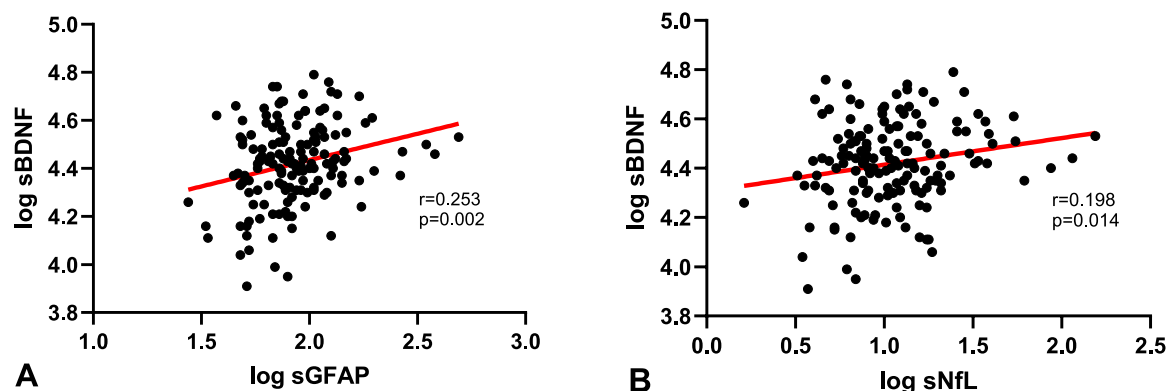 5.0
4.8
4.6
4.4
4.2
4.0
3.8
log sBDNF
r=0.253
p=0.002
1.0 1.5 2.0 2.5 3.0
log sGFAP
A
5.0
4.8
4.6
4.4
4.2
4.0
3.8
log sBDNF
r=0.198
p=0.014
0.0 0.5 1.0 1.5 2.0 2.5
log sNfL
B